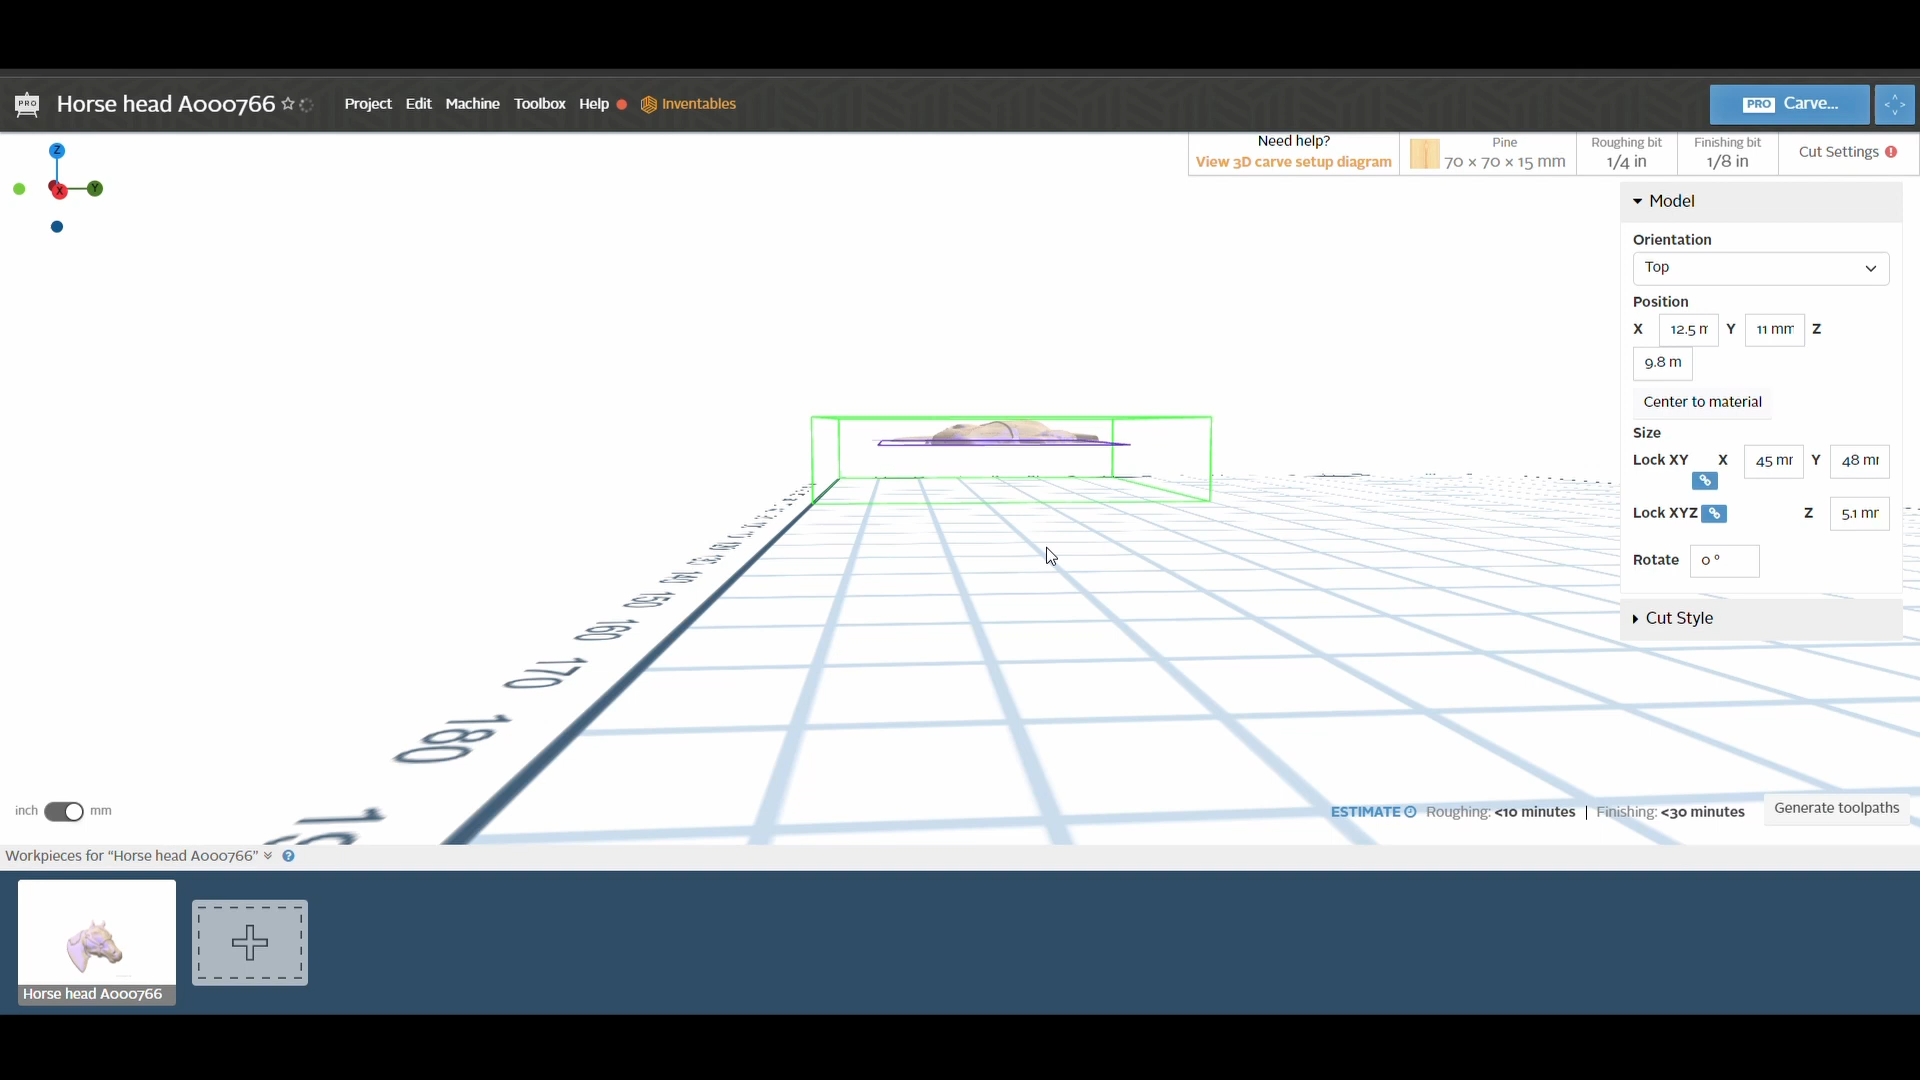 PRO
Horse head A000766
Project Edit Machine Toolbox Help Inventables
PRO Carve...
Need help?
View 3D carve setup diagram
Pine
70 × 70 × 15 mm
Roughing bit
1/4 in
Finishing bit
1/8 in
Cut Settings
Z
X
Y
Model
Orientation
Top
Position
X 12.5 m Y 11 mm Z
9.8 m
Center to material
Size
Lock XY X 45 mm Y 48 mm
Lock XYZ Z 5.1 mm
Rotate 0 °
Cut Style
150
160
170
180
inch mm
ESTIMATE Roughing: <10 minutes | Finishing: <30 minutes
Generate toolpaths
Workpieces for “Horse head A000766”
Horse head A000766